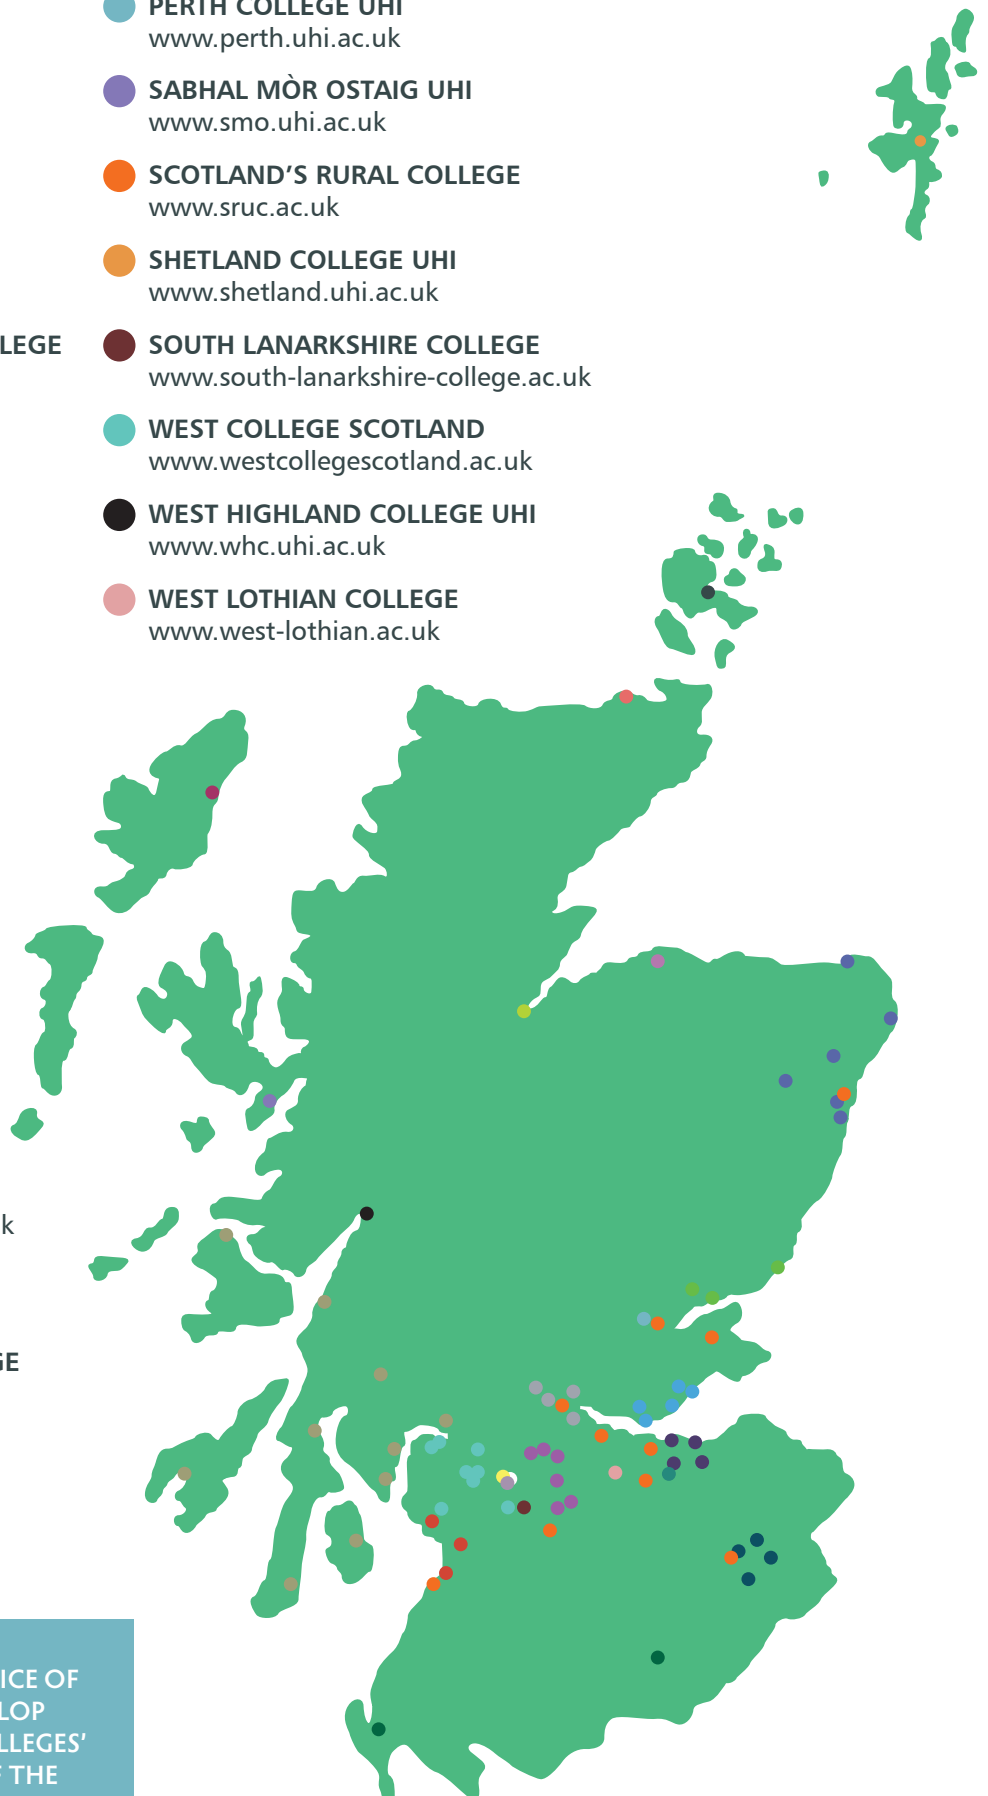 PERTH COLLEGE UHI
www.perth.uhi.ac.uk
SABHAL MÒR OSTAIG UHI
www.smo.uhi.ac.uk
SCOTLAND’S RURAL COLLEGE
www.sruc.ac.uk
SHETLAND COLLEGE UHI
www.shetland.uhi.ac.uk
LLEGE
SOUTH LANARKSHIRE COLLEGE
www.south-lanarkshire-college.ac.uk
WEST COLLEGE SCOTLAND
www.westcollegescotland.ac.uk
WEST HIGHLAND COLLEGE UHI
www.whc.uhi.ac.uk
WEST LOTHIAN COLLEGE
www.west-lothian.ac.uk
k
GE
ICE OF
LOP
LLEGES’
F THE